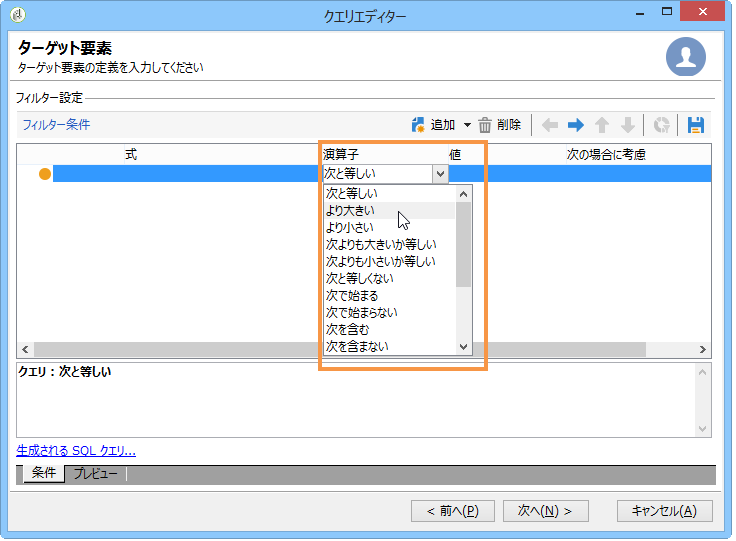 クエリエディター
ターゲット要素
ターゲット要素の定義を入力してください
フィルター設定
フィルター条件 追加 削除
式 演算子 値 次の場合に考慮
次と等しい
次と等しい
より大きい
より小さい
次よりも大きいか等しい
次よりも小さいか等しい
次と等しくない
次で始まる
次で始まらない
次を含む
次を含まない
クエリ：次と等しい
生成される SQL クエリ...
条件 プレビュー
< 前へ(P) 次へ(N) > キャンセル(A)